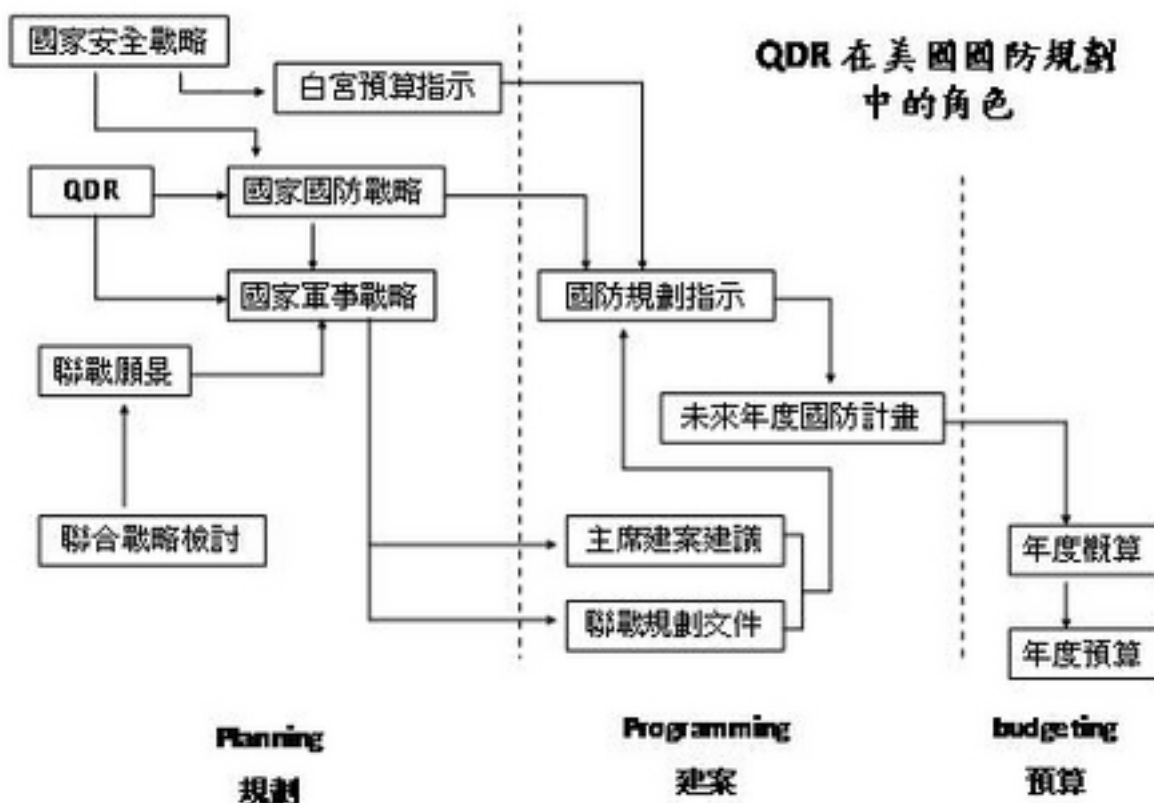 國家安全戰略
QDR 在美國國防規劃
中的角色
白宮預算指示
QDR
國家國防戰略
國家軍事戰略
國防規劃指示
聯戰願景
未來年度國防計畫
聯合戰略檢討
主席建案建議
年度概算
聯戰規劃文件
年度預算
Planning
規劃
Programming
建案
budgeting
預算